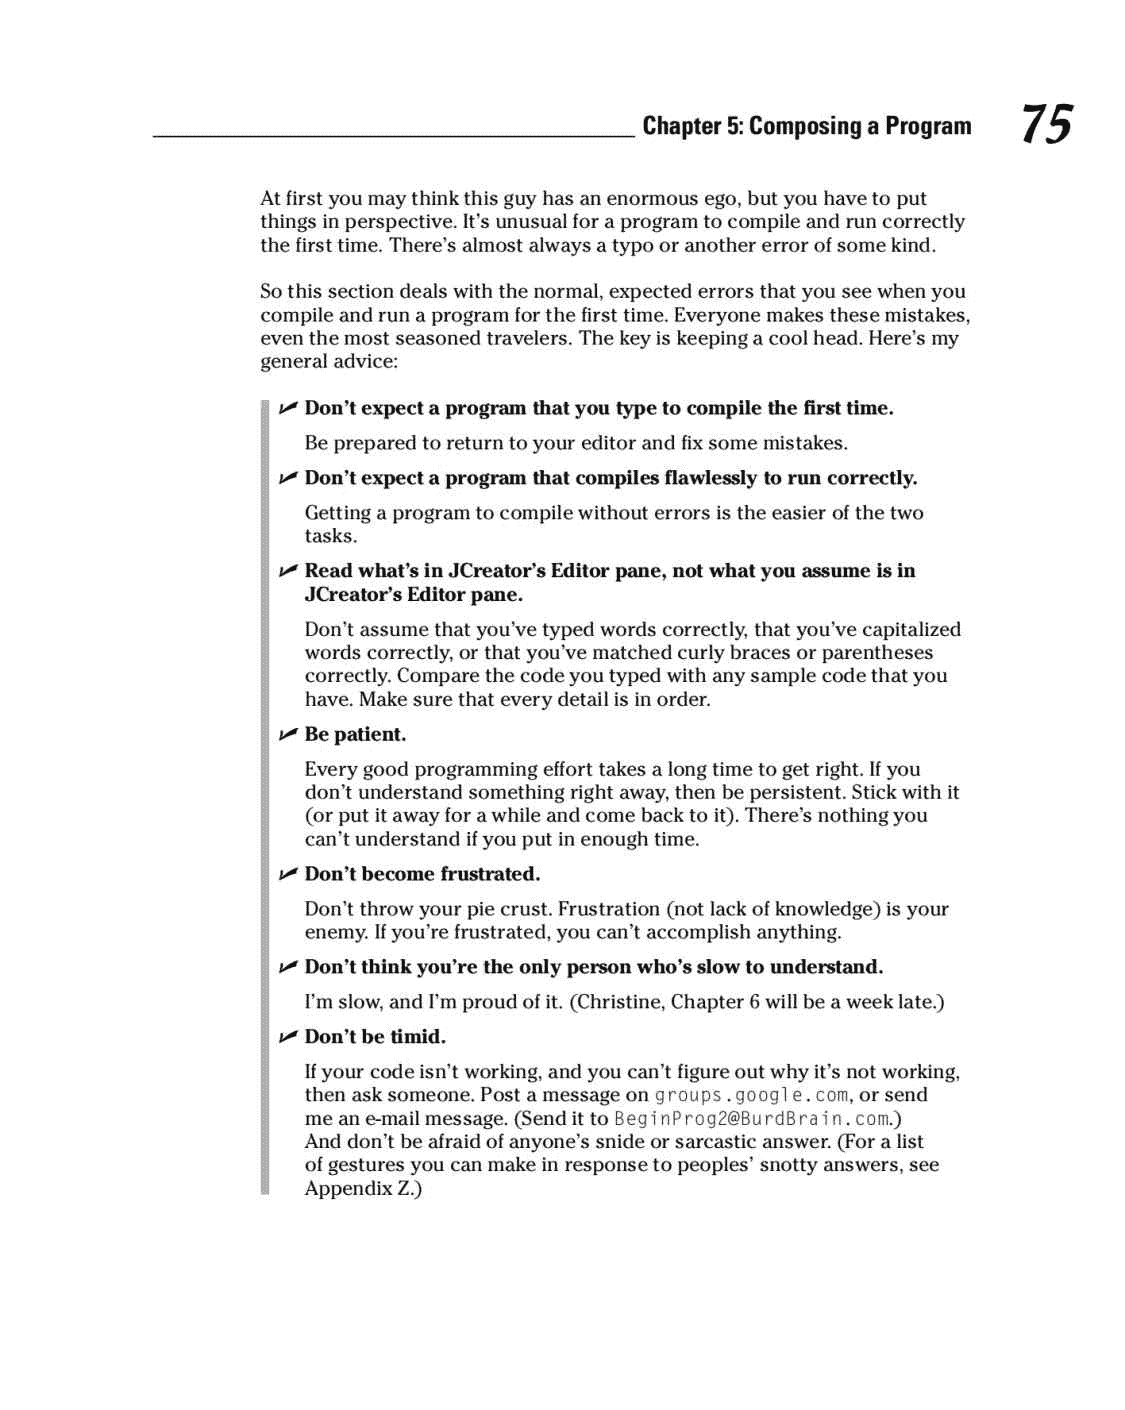 Chapter 5: Composing a Program 75
At first you may think this guy has an enormous ego, but you have to put
things in perspective. It’s unusual for a program to compile and run correctly
the first time. There’s almost always a typo or another error of some kind.
So this section deals with the normal, expected errors that you see when you
compile and run a program for the first time. Everyone makes these mistakes,
even the most seasoned travelers. The key is keeping a cool head. Here’s my
general advice:
✓ Don’t expect a program that you type to compile the first time.
Be prepared to return to your editor and fix some mistakes.
✓ Don’t expect a program that compiles flawlessly to run correctly.
Getting a program to compile without errors is the easier of the two
tasks.
✓ Read what’s in JCreator’s Editor pane, not what you assume is in
JCreator’s Editor pane.
Don’t assume that you’ve typed words correctly, that you’ve capitalized
words correctly, or that you’ve matched curly braces or parentheses
correctly. Compare the code you typed with any sample code that you
have. Make sure that every detail is in order.
✓ Be patient.
Every good programming effort takes a long time to get right. If you
don’t understand something right away, then be persistent. Stick with it
(or put it away for a while and come back to it). There’s nothing you
can’t understand if you put in enough time.
✓ Don’t become frustrated.
Don’t throw your pie crust. Frustration (not lack of knowledge) is your
enemy. If you’re frustrated, you can’t accomplish anything.
✓ Don’t think you’re the only person who’s slow to understand.
I’m slow, and I’m proud of it. (Christine, Chapter 6 will be a week late.)
✓ Don’t be timid.
If your code isn’t working, and you can’t figure out why it’s not working,
then ask someone. Post a message on groups.google.com, or send
me an e-mail message. (Send it to BeginProg2@BurdBrain.com.)
And don’t be afraid of anyone’s snide or sarcastic answer. (For a list
of gestures you can make in response to peoples’ snotty answers, see
Appendix Z.)